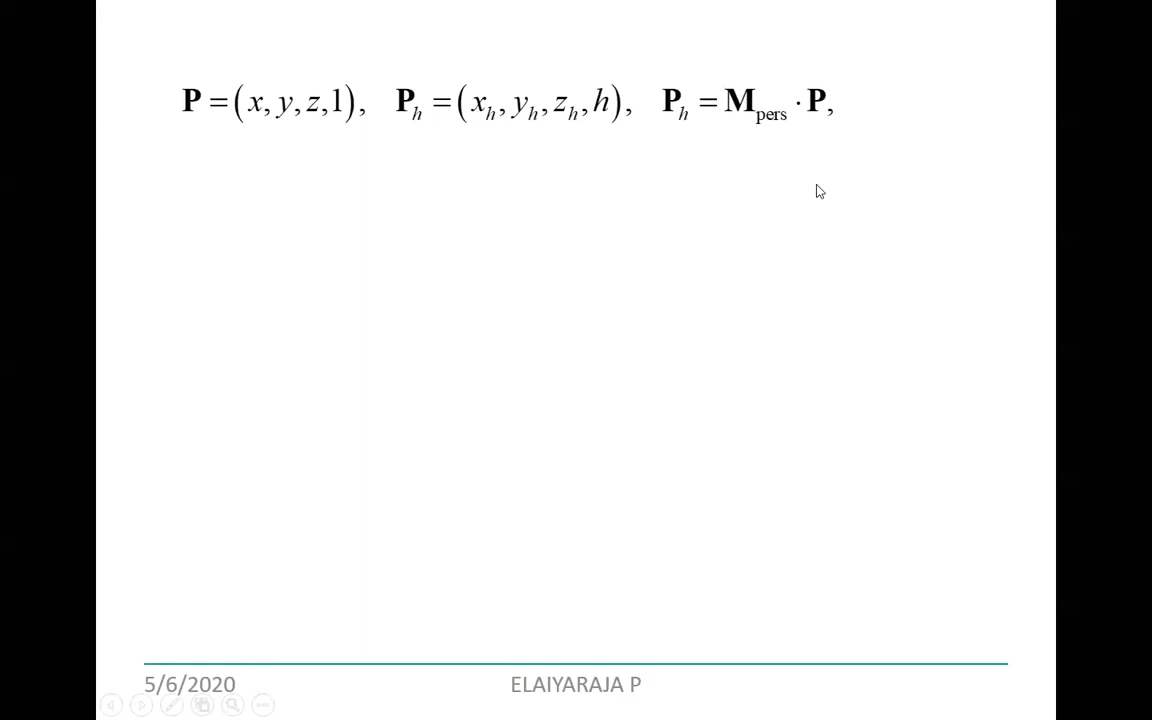 P = (x, y, z, 1), P_h = (x_h, y_h, z_h, h), P_h = M_pers · P,
5/6/2020 ELAIYARAJA P